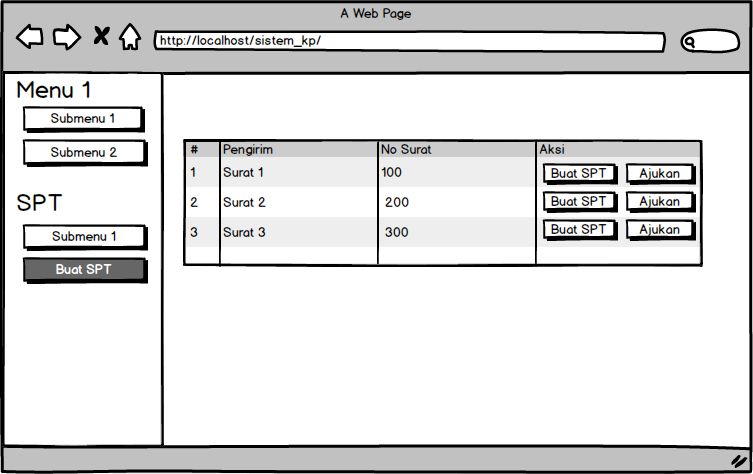 A Web Page
http://localhost/sistem_kp/
Menu 1
Submenu 1
Submenu 2
SPT
Submenu 1
Buat SPT
# Pengirim No Surat Aksi
1 Surat 1 100 Buat SPT Ajukan
2 Surat 2 200 Buat SPT Ajukan
3 Surat 3 300 Buat SPT Ajukan